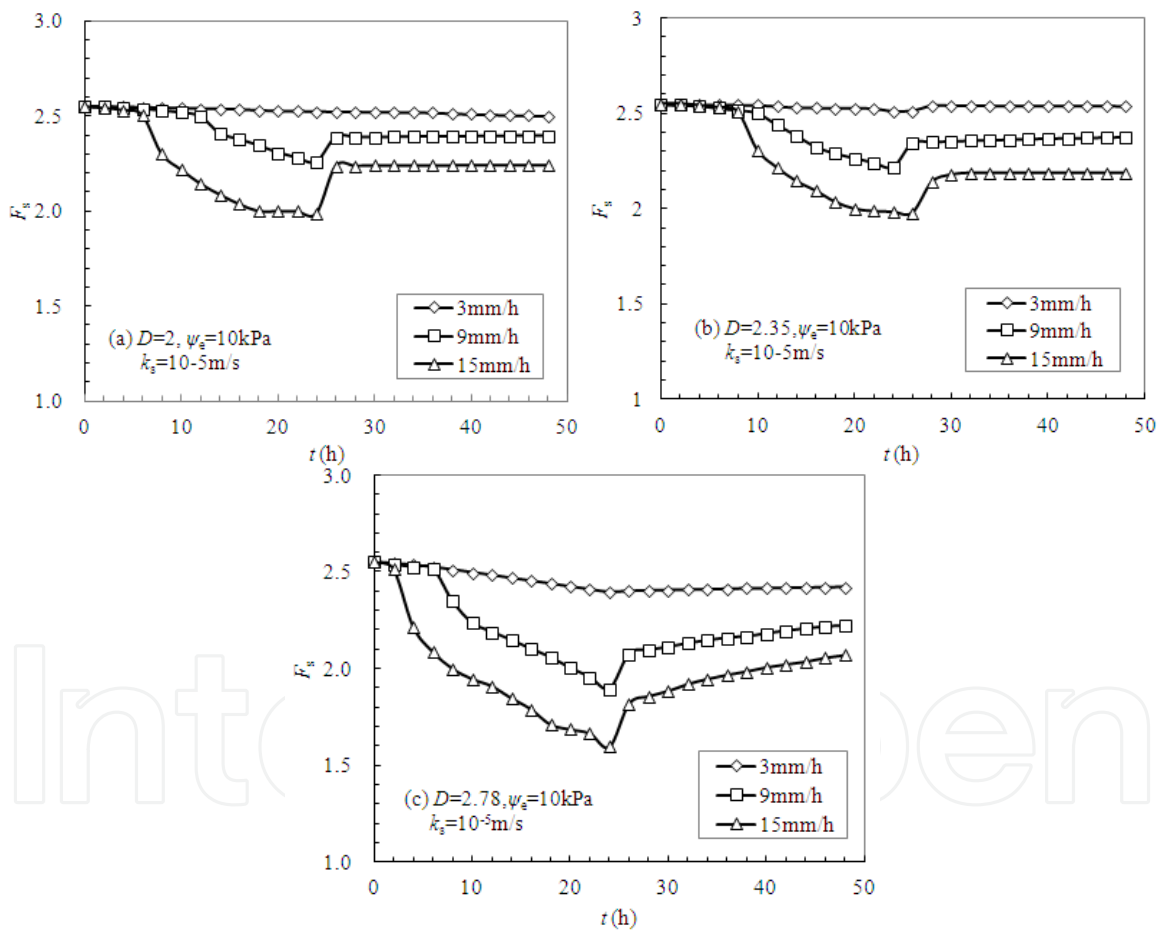 3.0
2.5
2.0
1.5
1.0
Fs
0 10 20 30 40 50
t (h)
(a) D=2, ψe=10kPa
ks=10-5m/s
3mm/h
9mm/h
15mm/h
3
2.5
2
1.5
1
Fs
0 10 20 30 40 50
t (h)
(b) D=2.35,ψe=10kPa
ks=10-5m/s
3mm/h
9mm/h
15mm/h
3.0
2.5
2.0
1.5
1.0
Fs
0 10 20 30 40 50
t (h)
(c) D=2.78,ψe=10kPa
ks=10⁻⁵m/s
3mm/h
9mm/h
15mm/h